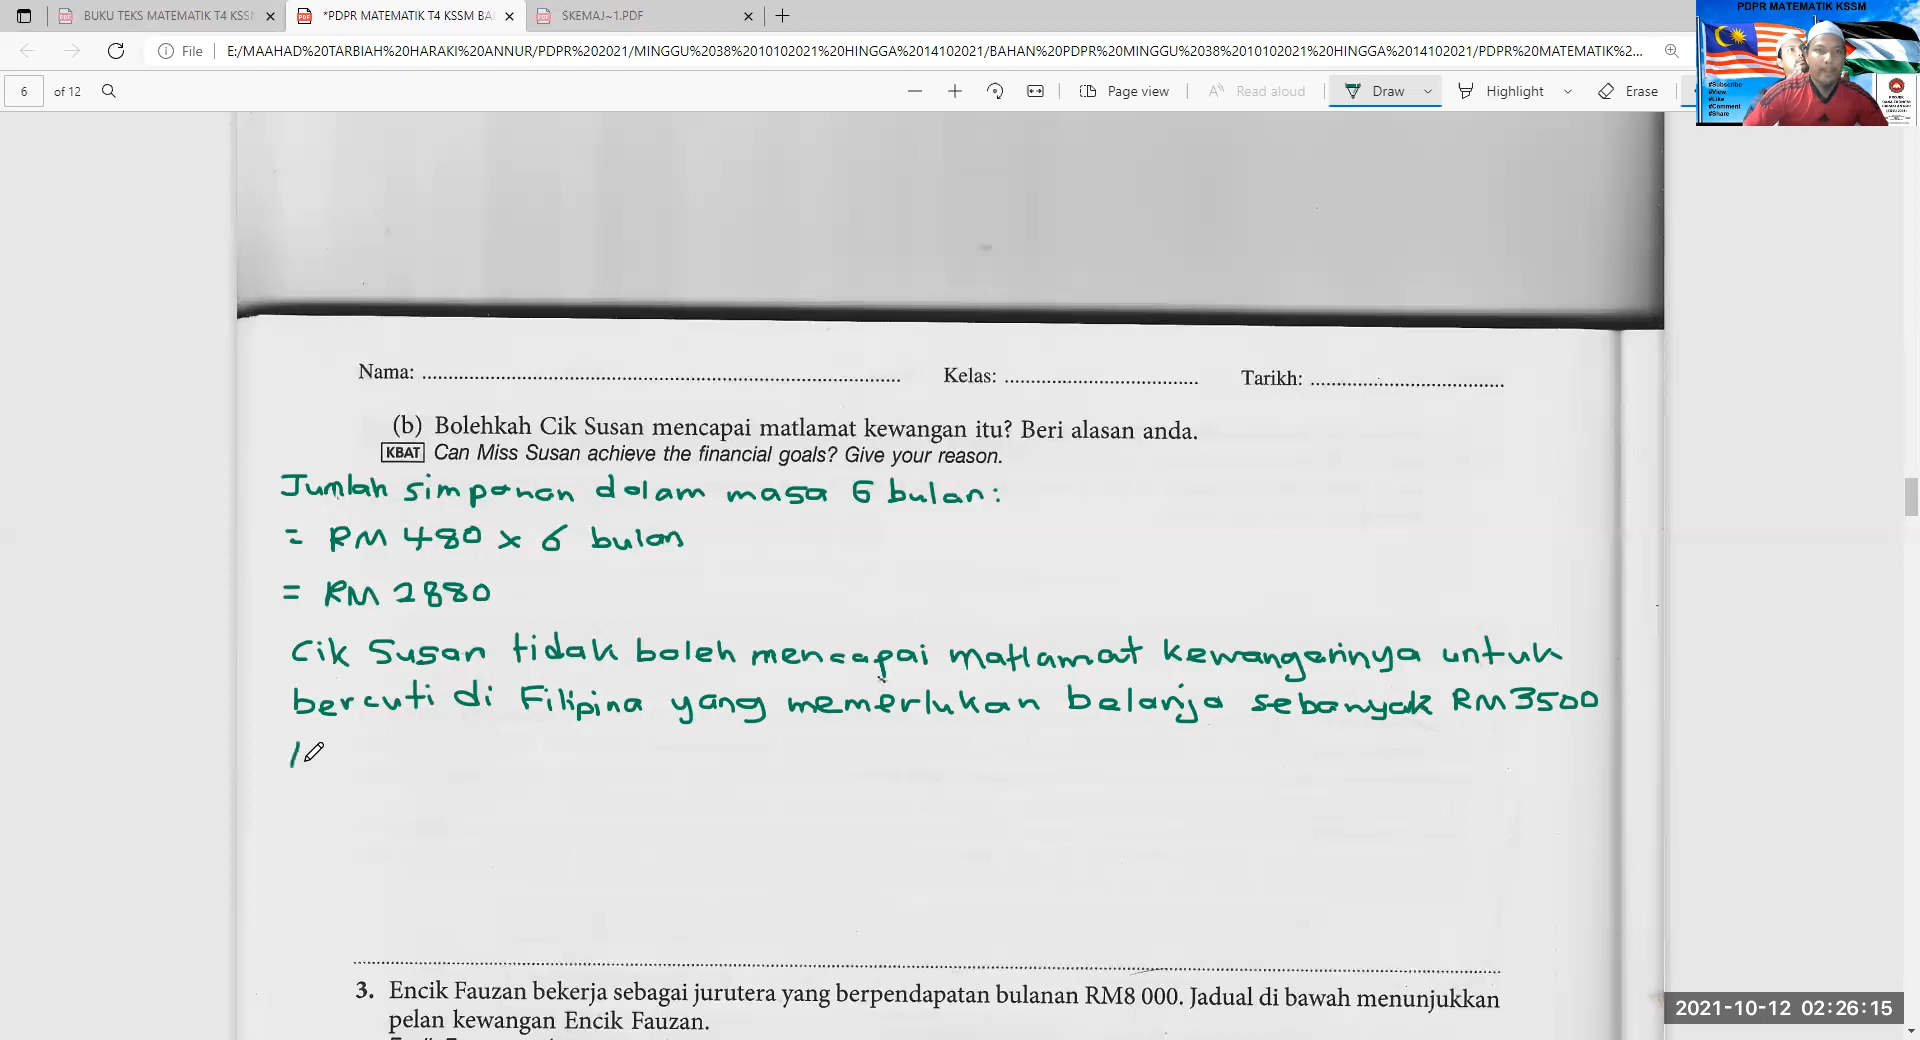 BUKU TEKS MATEMATIK T4 KSSM
*PDPR MATEMATIK T4 KSSM BA
SKEMAJ~1.PDF
File
E:/MAAHAD%20TARBIAH%20HARAKI%20ANNUR/PDPR%202021/MINGGU%2038%2010102021%20HINGGA%2014102021/BAHAN%20PDPR%20MINGGU%2038%2010102021%20HINGGA%2014102021/PDPR%20MATEMATIK%2...
6 of 12
Page view
Read aloud
Draw
Highlight
Erase
PDPR MATEMATIK KSSM
#Subscribe
#View
#Like
#Comment
#Share
Nama: Kelas: Tarikh:
(b) Bolehkah Cik Susan mencapai matlamat kewangan itu? Beri alasan anda.
KBAT Can Miss Susan achieve the financial goals? Give your reason.
Jumlah simpanan dalam masa 6 bulan:
= RM 480 x 6 bulan
= RM 2880
Cik Susan tidak boleh mencapai matlamat kewangannya untuk
bercuti di Filipina yang memerlukan belanja sebanyak RM3500
3. Encik Fauzan bekerja sebagai jurutera yang berpendapatan bulanan RM8 000. Jadual di bawah menunjukkan
pelan kewangan Encik Fauzan.
2021-10-12 02:26:15